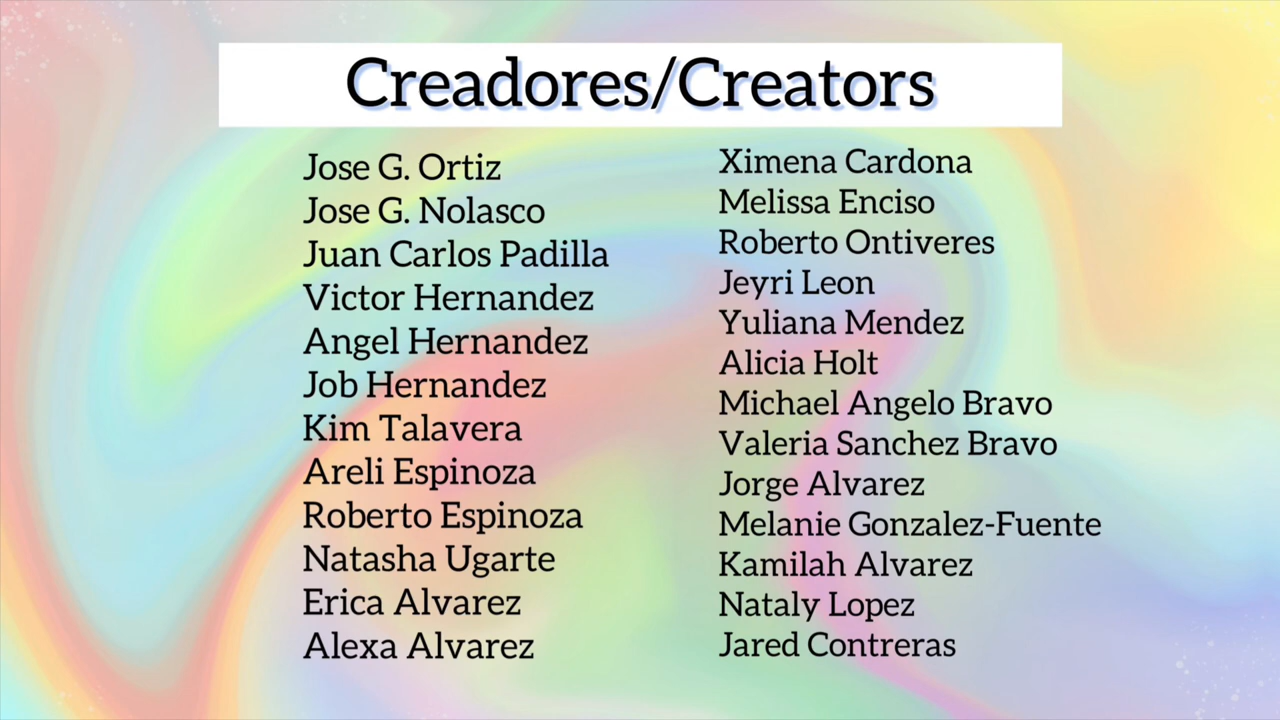 Creadores/Creators
Jose G. Ortiz
Jose G. Nolasco
Juan Carlos Padilla
Victor Hernandez
Angel Hernandez
Job Hernandez
Kim Talavera
Areli Espinoza
Roberto Espinoza
Natasha Ugarte
Erica Alvarez
Alexa Alvarez
Ximena Cardona
Melissa Enciso
Roberto Ontiveres
Jeyri Leon
Yuliana Mendez
Alicia Holt
Michael Angelo Bravo
Valeria Sanchez Bravo
Jorge Alvarez
Melanie Gonzalez-Fuente
Kamilah Alvarez
Nataly Lopez
Jared Contreras